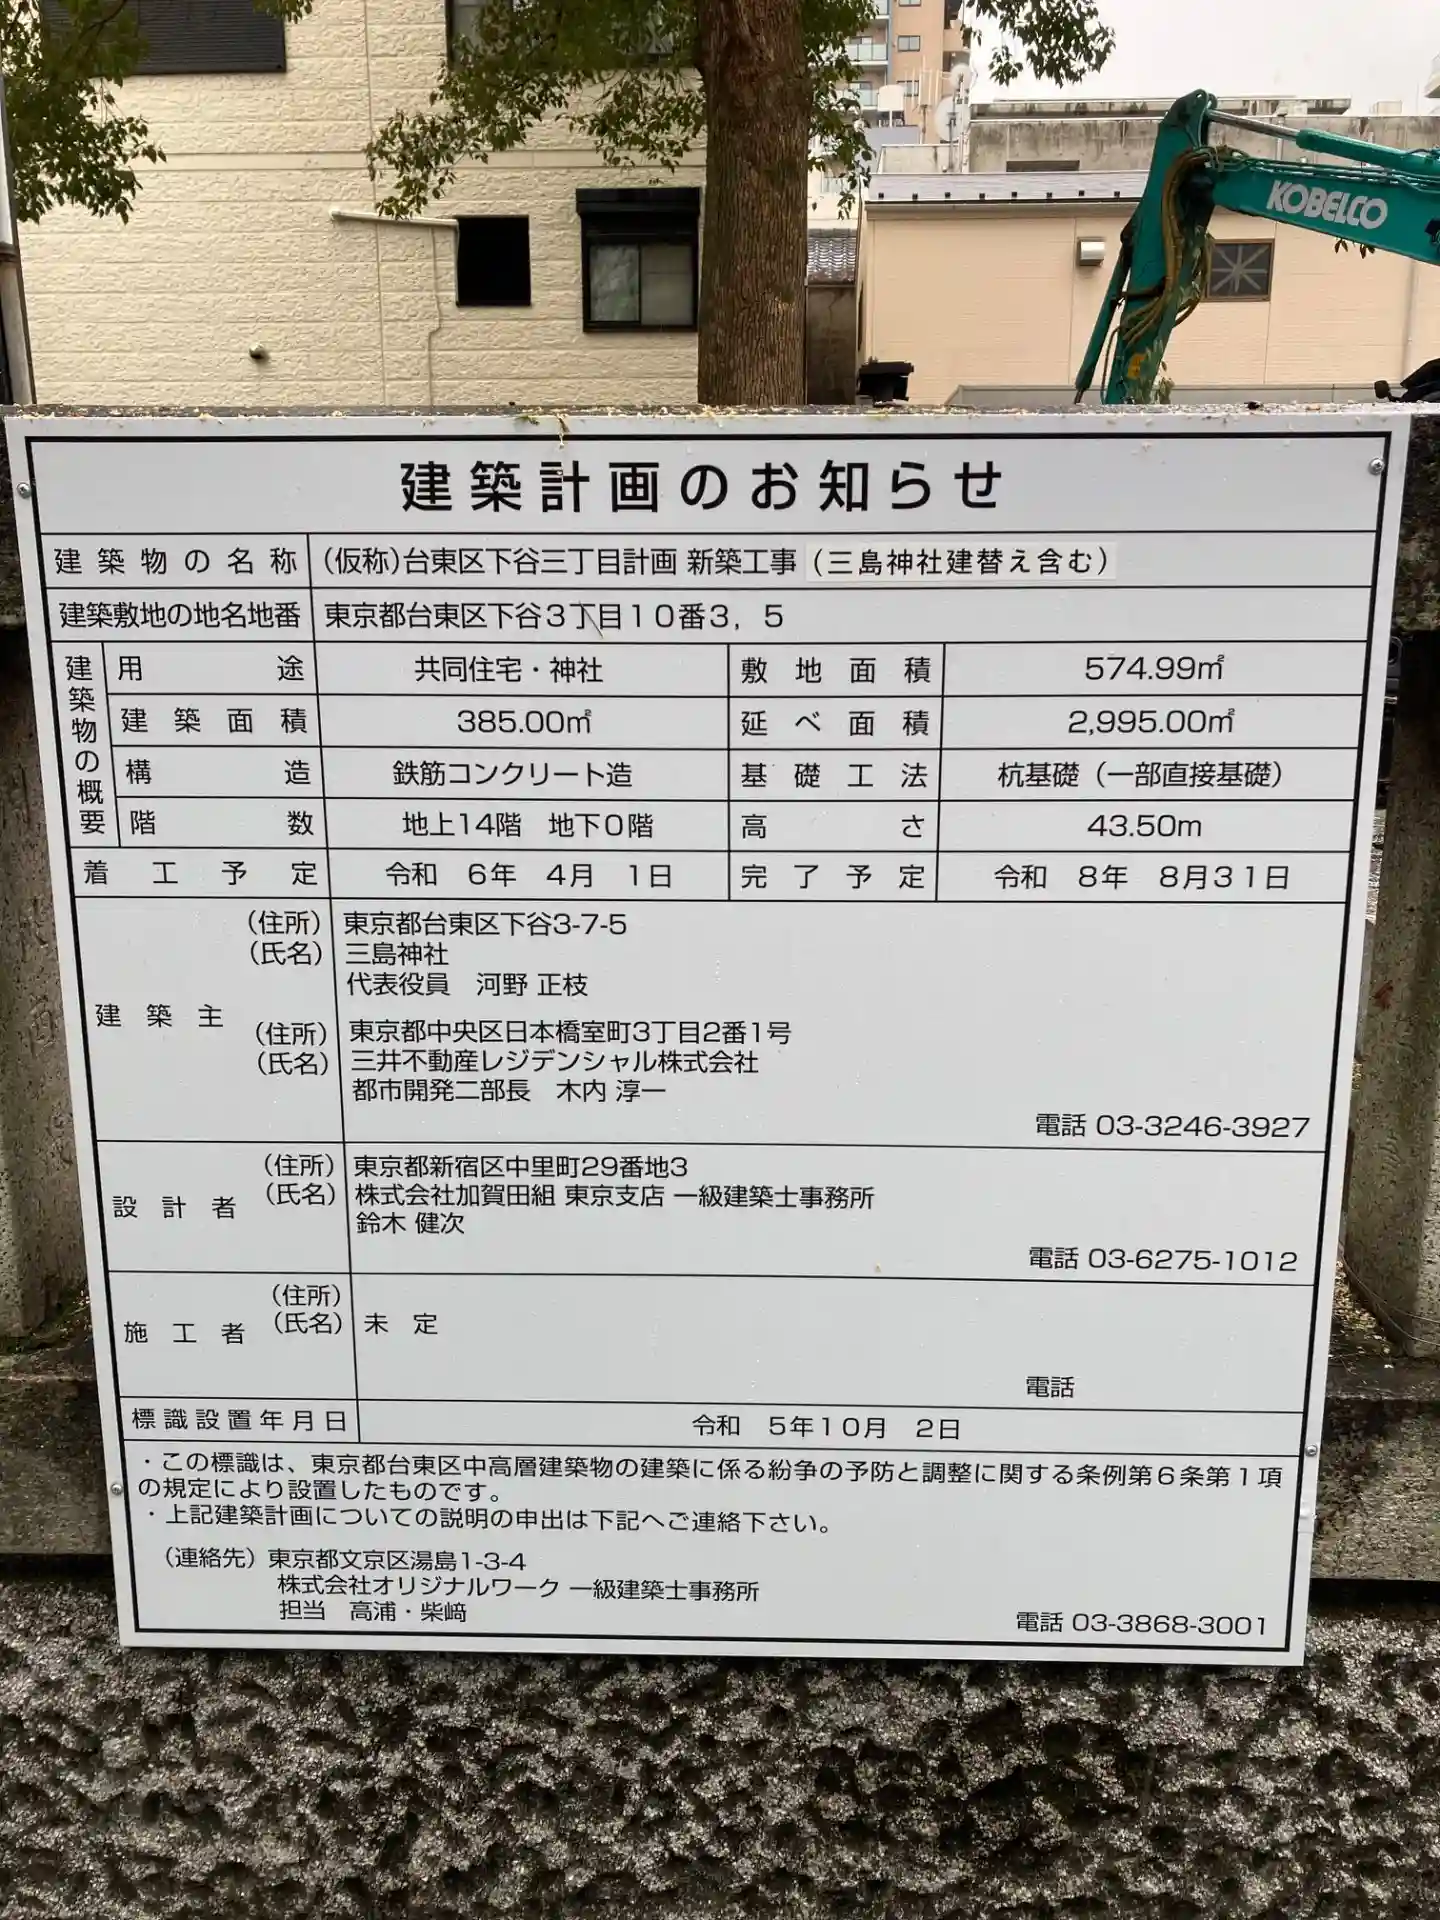 KOBELCO
建築計画のお知らせ
建築物の名称 (仮称)台東区下谷三丁目計画 新築工事 (三島神社建替え含む)
建築敷地の地名地番 東京都台東区下谷3丁目10番3，5
建築物の概要
用途 共同住宅・神社 敷地面積 574.99㎡
建築面積 385.00㎡ 延べ面積 2,995.00㎡
構造 鉄筋コンクリート造 基礎工法 杭基礎（一部直接基礎）
階数 地上14階 地下0階 高さ 43.50m
着工予定 令和 6年 4月 1日 完了予定 令和 8年 8月31日
建築主
（住所）東京都台東区下谷3-7-5
（氏名）三島神社
代表役員 河野 正枝
（住所）東京都中央区日本橋室町3丁目2番1号
（氏名）三井不動産レジデンシャル株式会社
都市開発二部長 木内 淳一
電話 03-3246-3927
設計者
（住所）東京都新宿区中里町29番地3
（氏名）株式会社加賀田組 東京支店 一級建築士事務所
鈴木 健次
電話 03-6275-1012
施工者
（住所）
（氏名）未 定
電話
標識設置年月日 令和 5年10月 2日
・この標識は、東京都台東区中高層建築物の建築に係る紛争の予防と調整に関する条例第6条第1項
の規定により設置したものです。
・上記建築計画についての説明の申出は下記へご連絡下さい。
（連絡先）東京都文京区湯島1-3-4
株式会社オリジナルワーク 一級建築士事務所
担当 高浦・柴﨑
電話 03-3868-3001